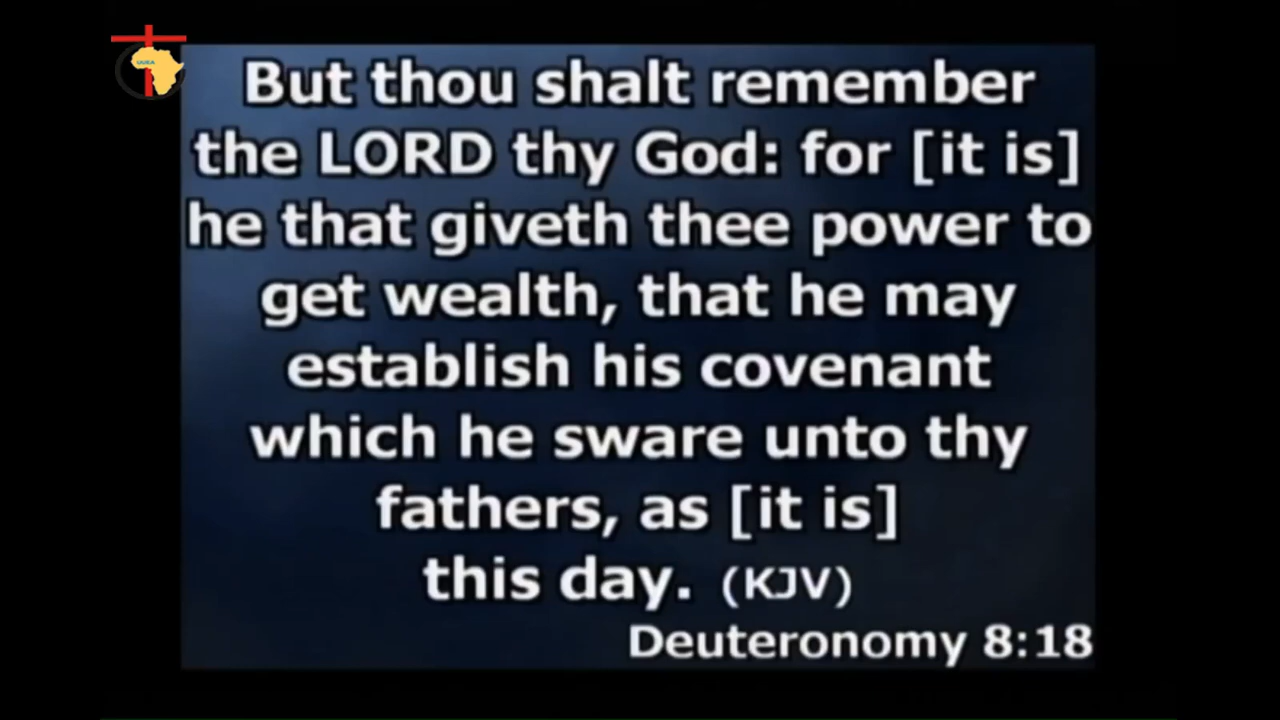 But thou shalt remember
the LORD thy God: for [it is]
he that giveth thee power to
get wealth, that he may
establish his covenant
which he sware unto thy
fathers, as [it is]
this day. (KJV)
Deuteronomy 8:18